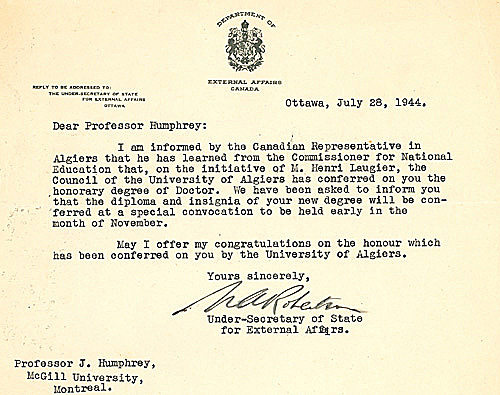 DEPARTMENT OF
EXTERNAL AFFAIRS
CANADA
REPLY TO BE ADDRESSED TO:
THE UNDER-SECRETARY OF STATE
FOR EXTERNAL AFFAIRS
OTTAWA
Ottawa, July 28, 1944.
Dear Professor Humphrey:
I am informed by the Canadian Representative in
Algiers that he has learned from the Commissioner for National
Education that, on the initiative of M. Henri Laugier, the
Council of the University of Algiers has conferred on you the
honorary degree of Doctor. We have been asked to inform you
that the diploma and insignia of your new degree will be con-
ferred at a special convocation to be held early in the
month of November.
May I offer my congratulations on the honour which
has been conferred on you by the University of Algiers.
Yours sincerely,
NARobertson
Under-Secretary of State
for External Affairs.
Professor J. Humphrey,
McGill University,
Montreal.